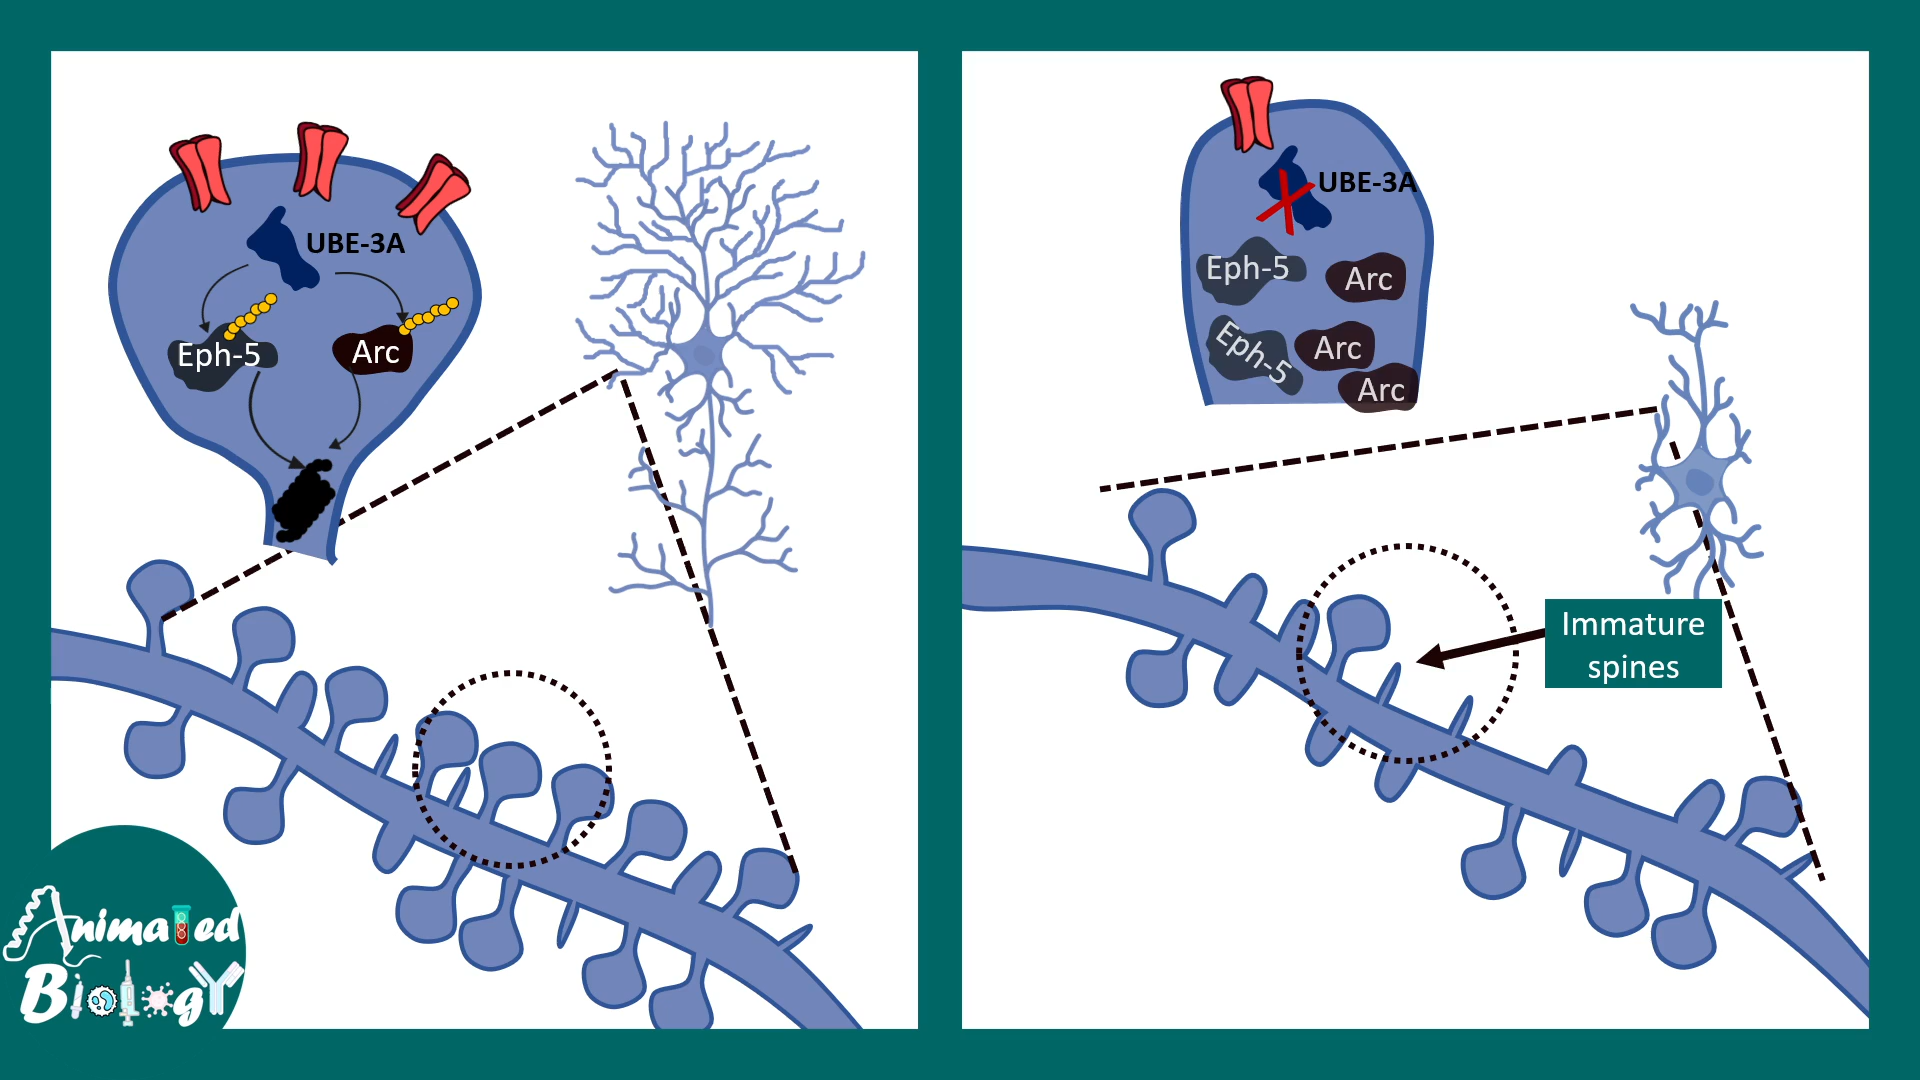 UBE-3A
Eph-5
Arc
Animated
Biology
UBE-3A
Eph-5
Arc
Eph-5
Arc
Arc
Immature
spines